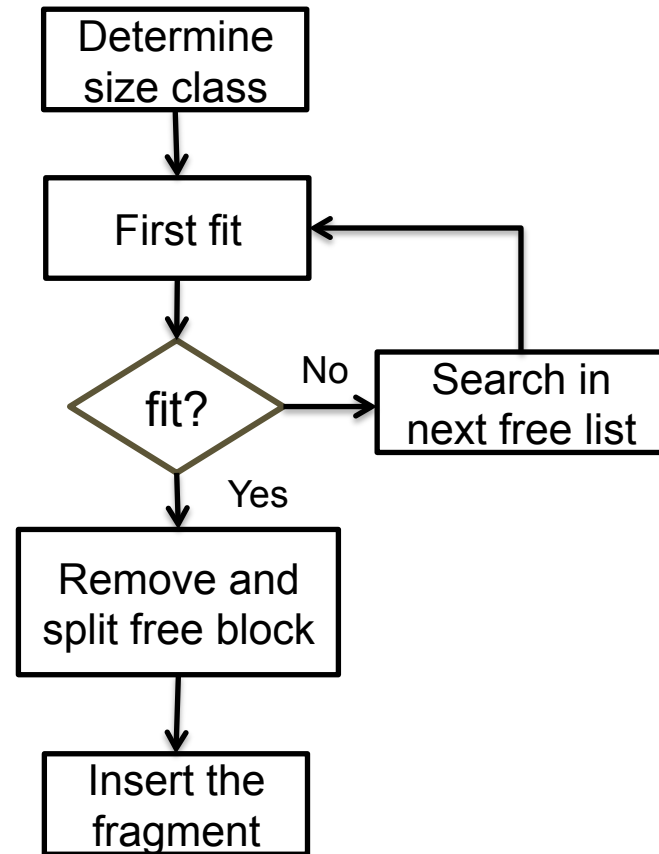 Determine
size class
First fit
fit?
No
Search in
next free list
Yes
Remove and
split free block
Insert the
fragment